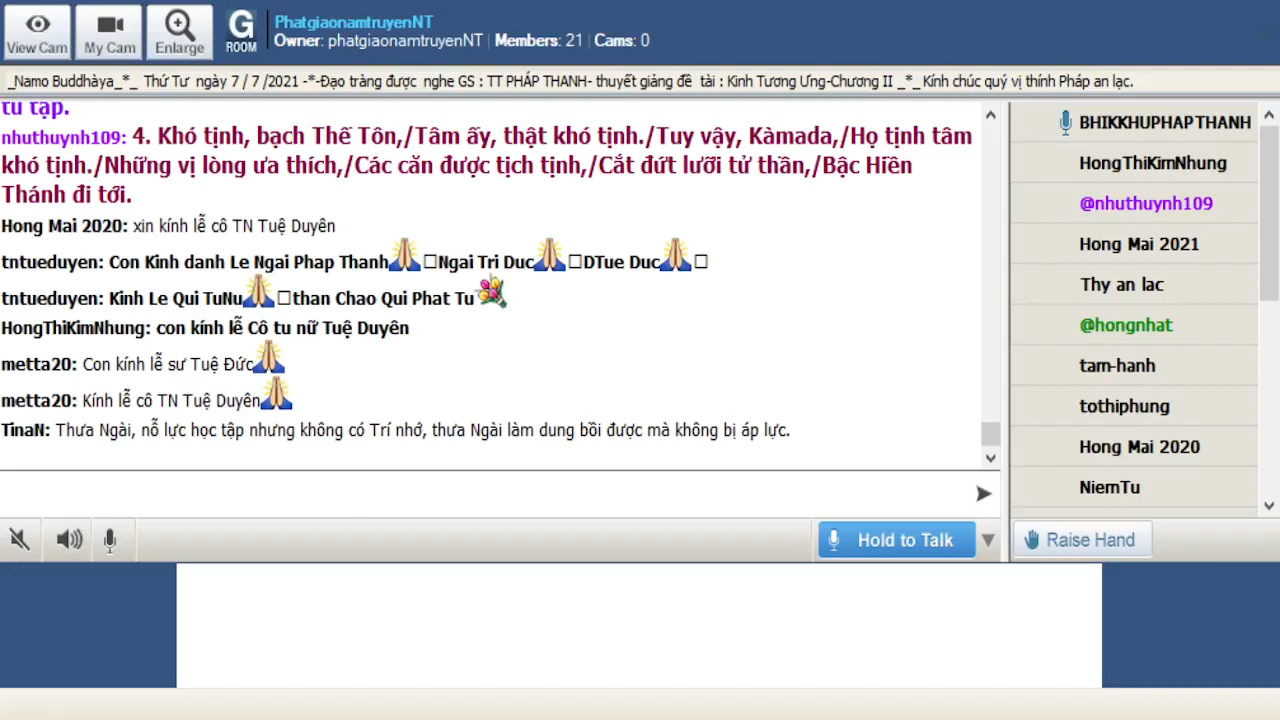 View Cam
My Cam
Enlarge
G
ROOM
PhatgiaonamtruyenNT
Owner: phatgiaonamtruyenNT | Members: 21 | Cams: 0
_Namo Buddhàya_*_ Thứ Tư ngày 7 / 7 /2021 -*-Đạo tràng được nghe GS : TT PHÁP THANH- thuyết giảng đề tài : Kinh Tương Ưng-Chương II _*_ Kính chúc quý vị thính Pháp an lạc.
tu tập.
nhuthuynh109: 4. Khó tịnh, bạch Thế Tôn,/Tâm ấy, thật khó tịnh./Tuy vậy, Kàmada,/Họ tịnh tâm
khó tịnh./Những vị lòng ưa thích,/Các căn được tịch tịnh,/Cắt đứt lưỡi tử thần,/Bậc Hiền
Thánh đi tới.
Hong Mai 2020: xin kính lễ cô TN Tuệ Duyên
tntueduyen: Con Kinh danh Le Ngai Phap Thanh🙏□Ngai Tri Duc🙏□DTue Duc🙏□
tntueduyen: Kinh Le Qui TuNu🙏□than Chao Qui Phat Tu💐
HongThiKimNhung: con kính lễ Cô tu nữ Tuệ Duyên
metta20: Con kính lễ sư Tuệ Đức🙏
metta20: Kính lễ cô TN Tuệ Duyên🙏
TinaN: Thưa Ngài, nỗ lực học tập nhưng không có Trí nhớ, thưa Ngài làm dung bồi được mà không bị áp lực.
BHIKKHUPHAPTHANH
HongThiKimNhung
@nhuthuynh109
Hong Mai 2021
Thy an lac
@hongnhat
tam-hanh
tothiphung
Hong Mai 2020
NiemTu
Hold to Talk
Raise Hand